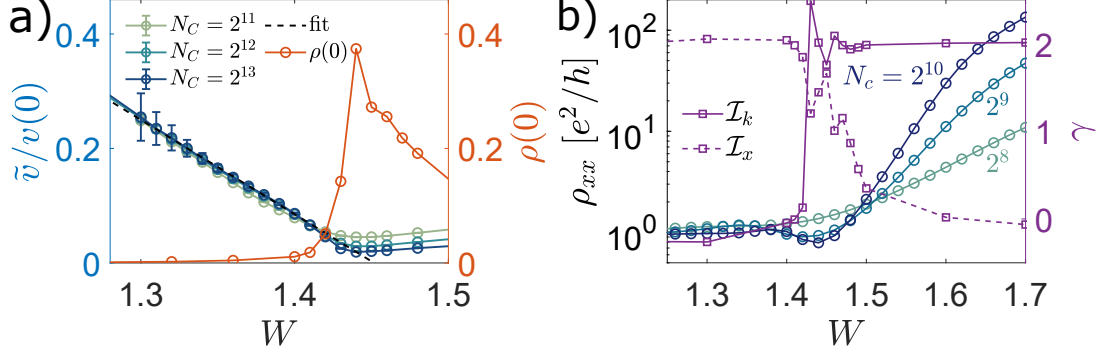 a)
N_C = 2^11
N_C = 2^12
N_C = 2^13
fit
ρ(0)
ṽ/v(0)
0.4
0.2
0
1.3
1.4
1.5
W
0.4
0.2
0
ρ(0)
b)
ρ_xx [e^2/h]
10^2
10^1
10^0
I_k
I_x
N_c = 2^10
2^9
2^8
1.3
1.4
1.5
1.6
1.7
W
2
1
0
γ